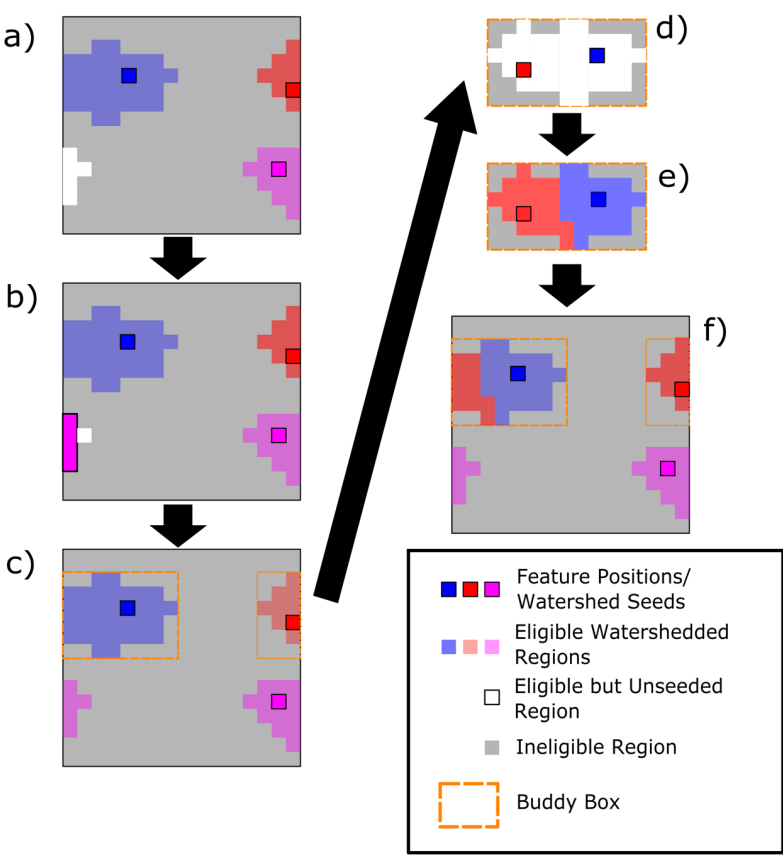 a)
b)
c)
d)
e)
f)
Feature Positions/
Watershed Seeds
Eligible Watershedded
Regions
Eligible but Unseeded
Region
Ineligible Region
Buddy Box